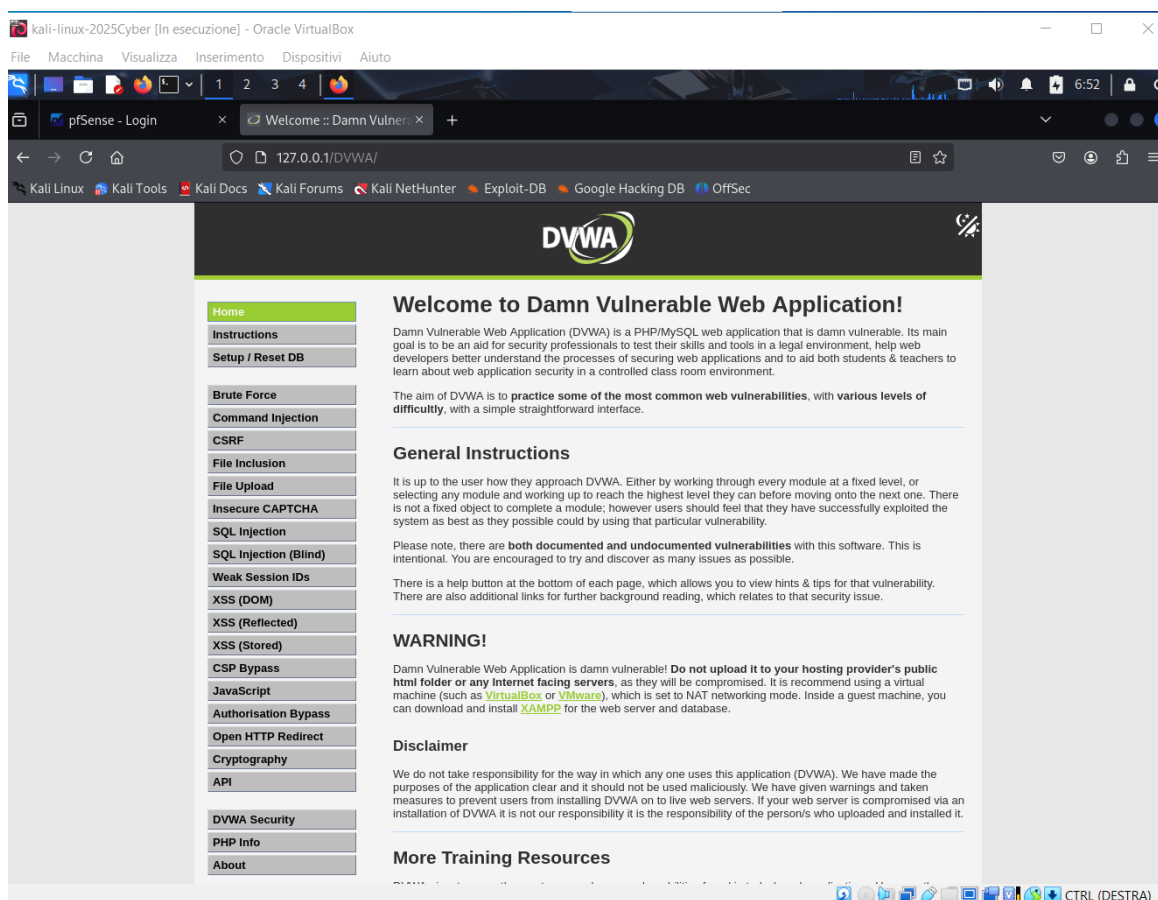 kali-linux-2025Cyber [In esecuzione] - Oracle VirtualBox
File Macchina Visualizza Inserimento Dispositivi Aiuto
1 2 3 4 6:52
pfSense - Login × Welcome :: Damn Vulner × +
127.0.0.1/DVWA/
Kali Linux Kali Tools Kali Docs Kali Forums Kali NetHunter Exploit-DB Google Hacking DB OffSec
DVWA
Home
Instructions
Setup / Reset DB
Brute Force
Command Injection
CSRF
File Inclusion
File Upload
Insecure CAPTCHA
SQL Injection
SQL Injection (Blind)
Weak Session IDs
XSS (DOM)
XSS (Reflected)
XSS (Stored)
CSP Bypass
JavaScript
Authorisation Bypass
Open HTTP Redirect
Cryptography
API
DVWA Security
PHP Info
About
Welcome to Damn Vulnerable Web Application!
Damn Vulnerable Web Application (DVWA) is a PHP/MySQL web application that is damn vulnerable. Its main
goal is to be an aid for security professionals to test their skills and tools in a legal environment, help web
developers better understand the processes of securing web applications and to aid both students & teachers to
learn about web application security in a controlled class room environment.
The aim of DVWA is to practice some of the most common web vulnerabilities, with various levels of
difficultly, with a simple straightforward interface.
General Instructions
It is up to the user how they approach DVWA. Either by working through every module at a fixed level, or
selecting any module and working up to reach the highest level they can before moving onto the next one. There
is not a fixed object to complete a module; however users should feel that they have successfully exploited the
system as best as they possible could by using that particular vulnerability.
Please note, there are both documented and undocumented vulnerabilities with this software. This is
intentional. You are encouraged to try and discover as many issues as possible.
There is a help button at the bottom of each page, which allows you to view hints & tips for that vulnerability.
There are also additional links for further background reading, which relates to that security issue.
WARNING!
Damn Vulnerable Web Application is damn vulnerable! Do not upload it to your hosting provider's public
html folder or any Internet facing servers, as they will be compromised. It is recommend using a virtual
machine (such as VirtualBox or VMware), which is set to NAT networking mode. Inside a guest machine, you
can download and install XAMPP for the web server and database.
Disclaimer
We do not take responsibility for the way in which any one uses this application (DVWA). We have made the
purposes of the application clear and it should not be used maliciously. We have given warnings and taken
measures to prevent users from installing DVWA on to live web servers. If your web server is compromised via an
installation of DVWA it is not our responsibility it is the responsibility of the person/s who uploaded and installed it.
More Training Resources
CTRL (DESTRA)